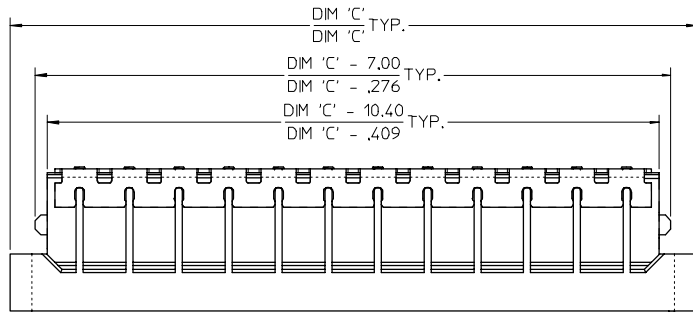 DIM 'C'
DIM 'C' TYP.
DIM 'C' - 7.00
DIM 'C' - .276 TYP.
DIM 'C' - 10.40
DIM 'C' - .409 TYP.